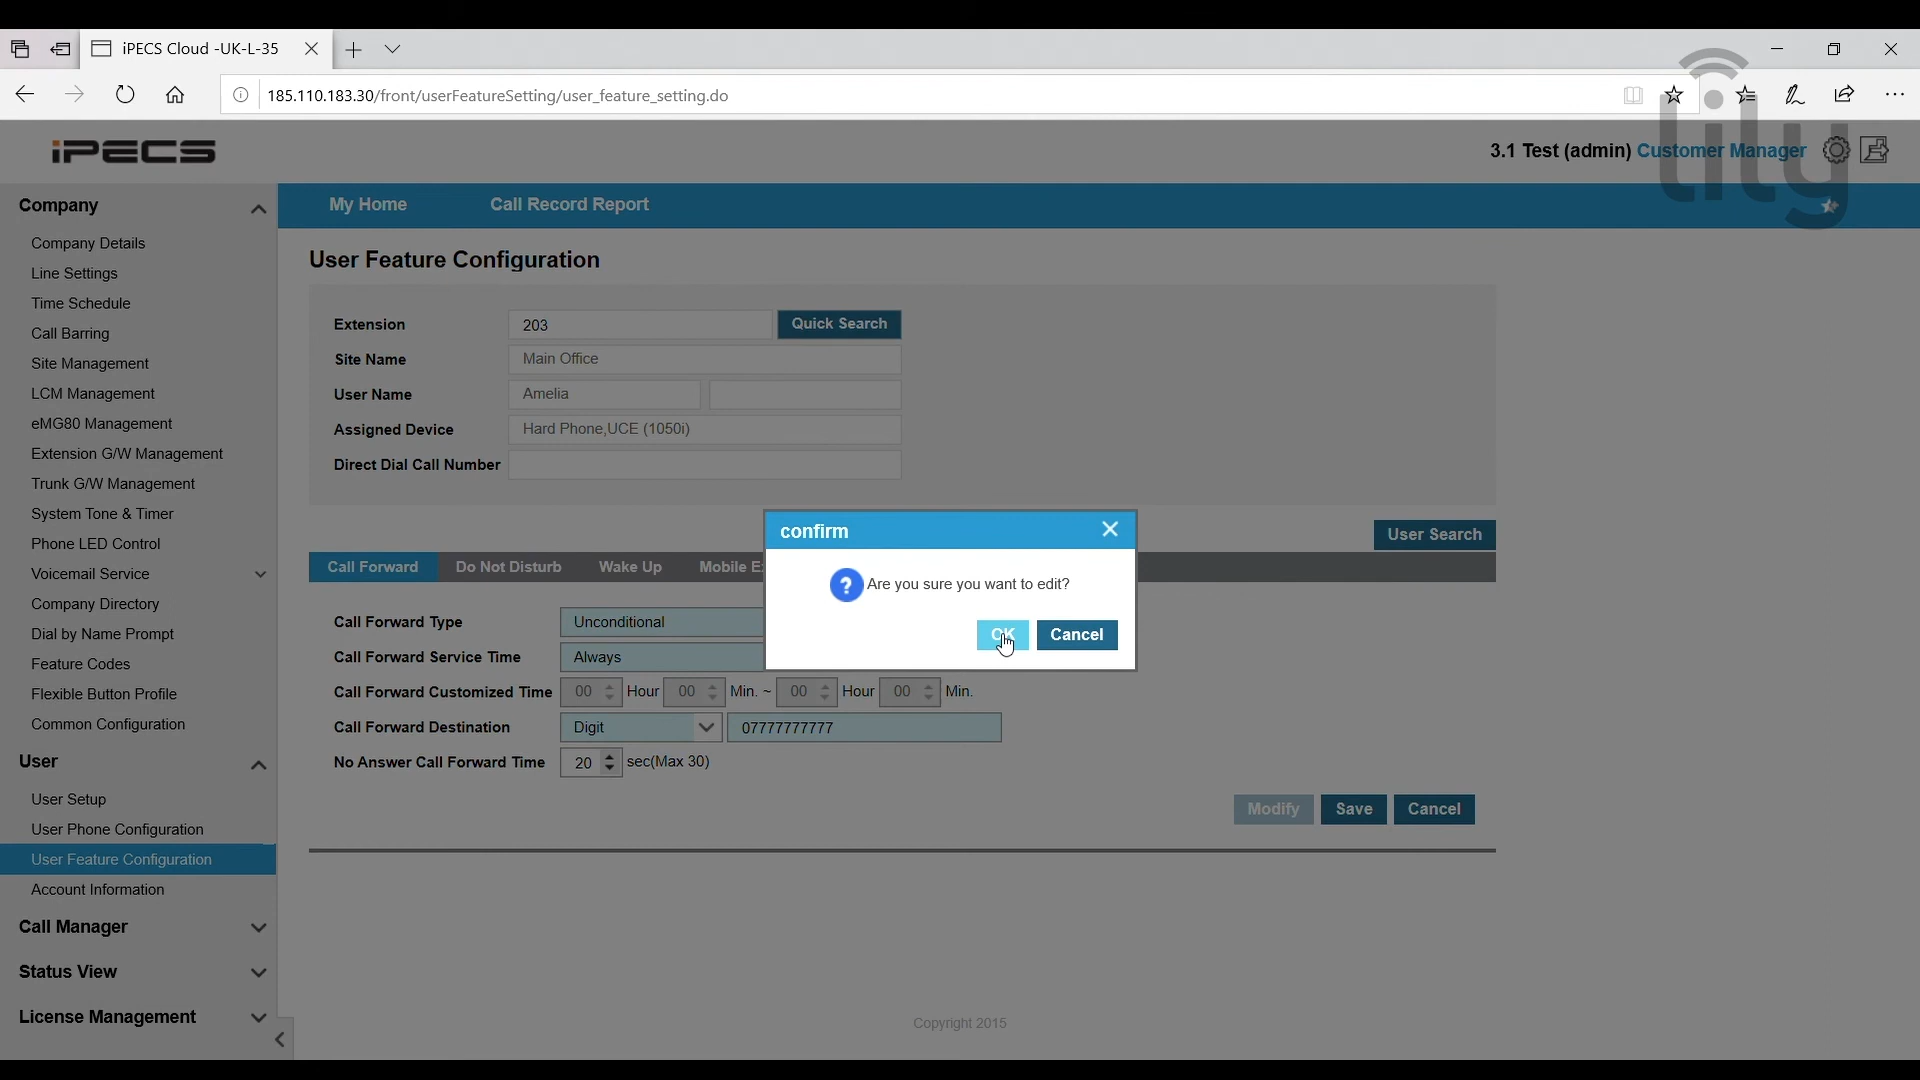 iPECS Cloud -UK-L-35
185.110.183.30/front/userFeatureSetting/user_feature_setting.do
lily
iPECS
3.1 Test (admin) Customer Manager
My Home Call Record Report
Company
Company Details
Line Settings
Time Schedule
Call Barring
Site Management
LCM Management
eMG80 Management
Extension G/W Management
Trunk G/W Management
System Tone & Timer
Phone LED Control
Voicemail Service
Company Directory
Dial by Name Prompt
Feature Codes
Flexible Button Profile
Common Configuration
User
User Setup
User Phone Configuration
User Feature Configuration
Account Information
Call Manager
Status View
License Management
User Feature Configuration
Extension 203 Quick Search
Site Name Main Office
User Name Amelia
Assigned Device Hard Phone,UCE (1050i)
Direct Dial Call Number
User Search
Call Forward Do Not Disturb Wake Up Mobile
confirm
? Are you sure you want to edit?
OK Cancel
Call Forward Type Unconditional
Call Forward Service Time Always
Call Forward Customized Time 00 Hour 00 Min. ~ 00 Hour 00 Min.
Call Forward Destination Digit 07777777777
No Answer Call Forward Time 20 sec(Max 30)
Modify Save Cancel
Copyright 2015